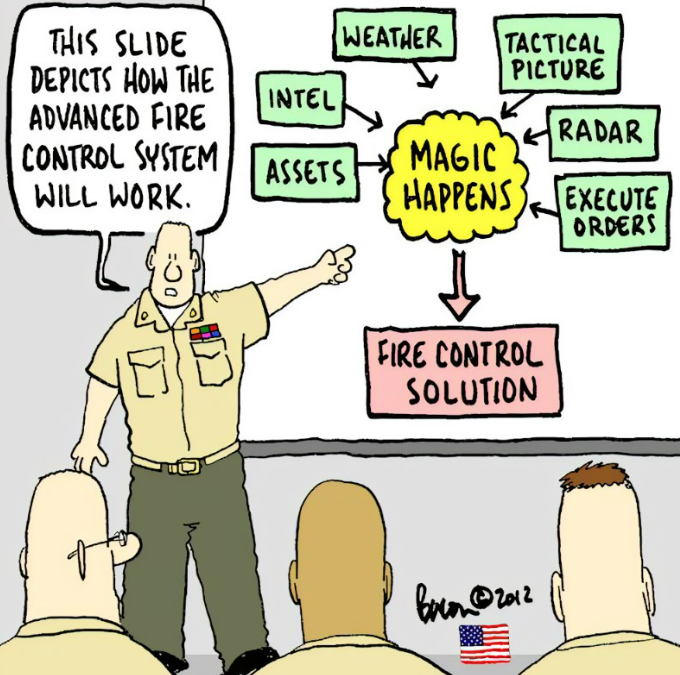 THIS SLIDE
DEPICTS HOW THE
ADVANCED FIRE
CONTROL SYSTEM
WILL WORK.
WEATHER
TACTICAL
PICTURE
INTEL
RADAR
ASSETS
MAGIC
HAPPENS
EXECUTE
ORDERS
FIRE CONTROL
SOLUTION
©2012